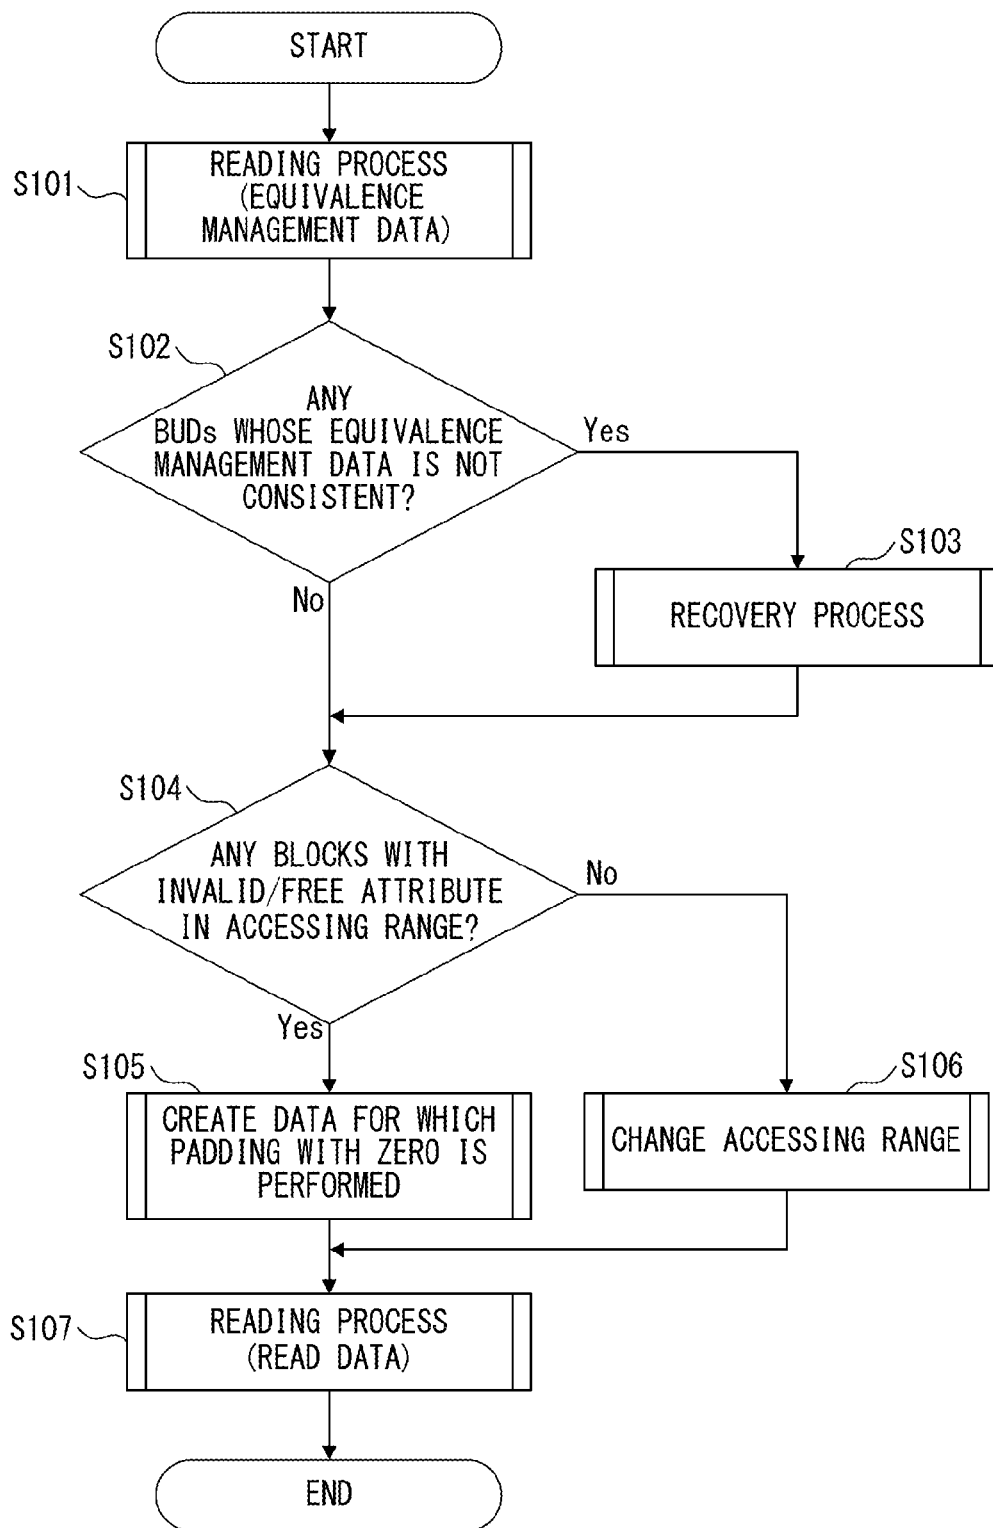 START
S101
READING PROCESS
(EQUIVALENCE
MANAGEMENT DATA)
S102
ANY
BUDs WHOSE EQUIVALENCE
MANAGEMENT DATA IS NOT
CONSISTENT?
Yes
No
S103
RECOVERY PROCESS
S104
ANY BLOCKS WITH
INVALID/FREE ATTRIBUTE
IN ACCESSING RANGE?
No
Yes
S105
CREATE DATA FOR WHICH
PADDING WITH ZERO IS
PERFORMED
S106
CHANGE ACCESSING RANGE
S107
READING PROCESS
(READ DATA)
END